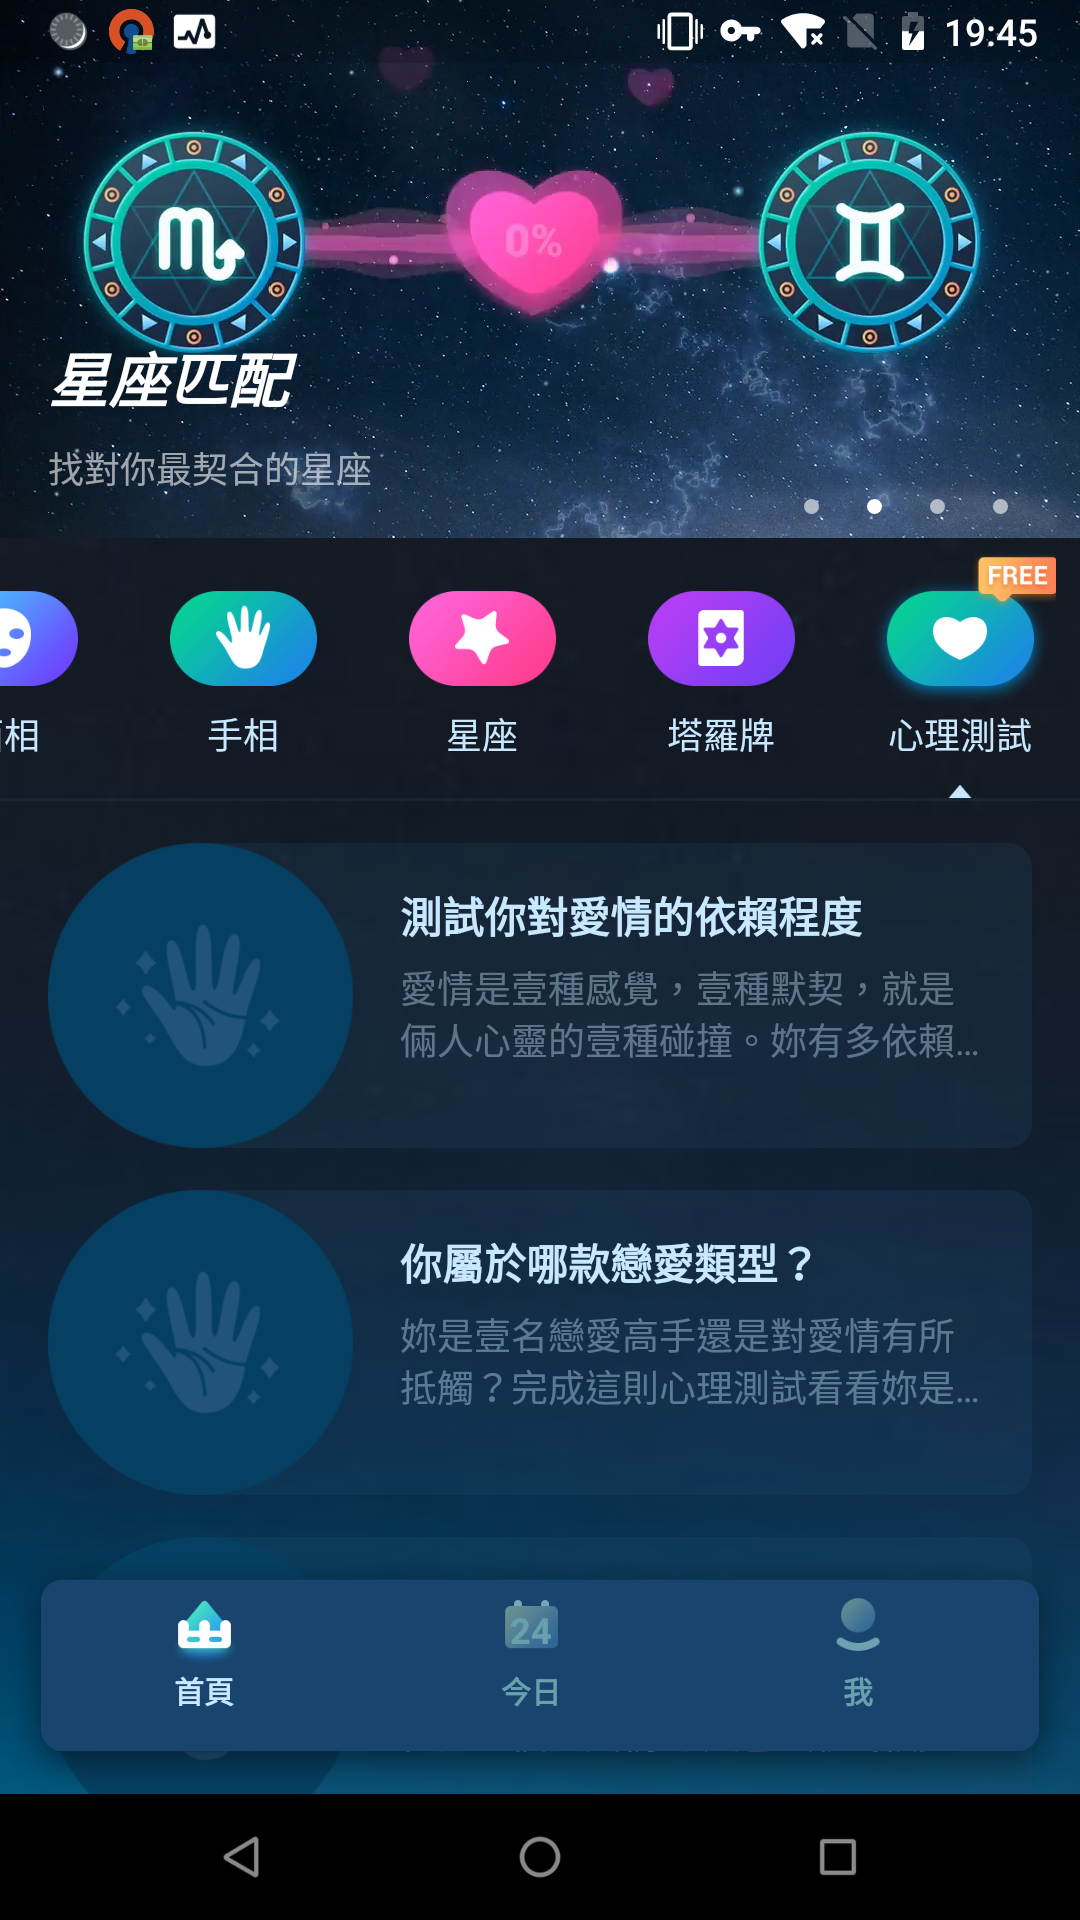 19:45
0%
星座匹配
找對你最契合的星座
FREE
相
手相
星座
塔羅牌
心理測試
測試你對愛情的依賴程度
愛情是壹種感覺，壹種默契，就是
倆人心靈的壹種碰撞。妳有多依賴...
你屬於哪款戀愛類型？
妳是壹名戀愛高手還是對愛情有所
抵觸？完成這則心理測試看看妳是...
24
首頁
今日
我